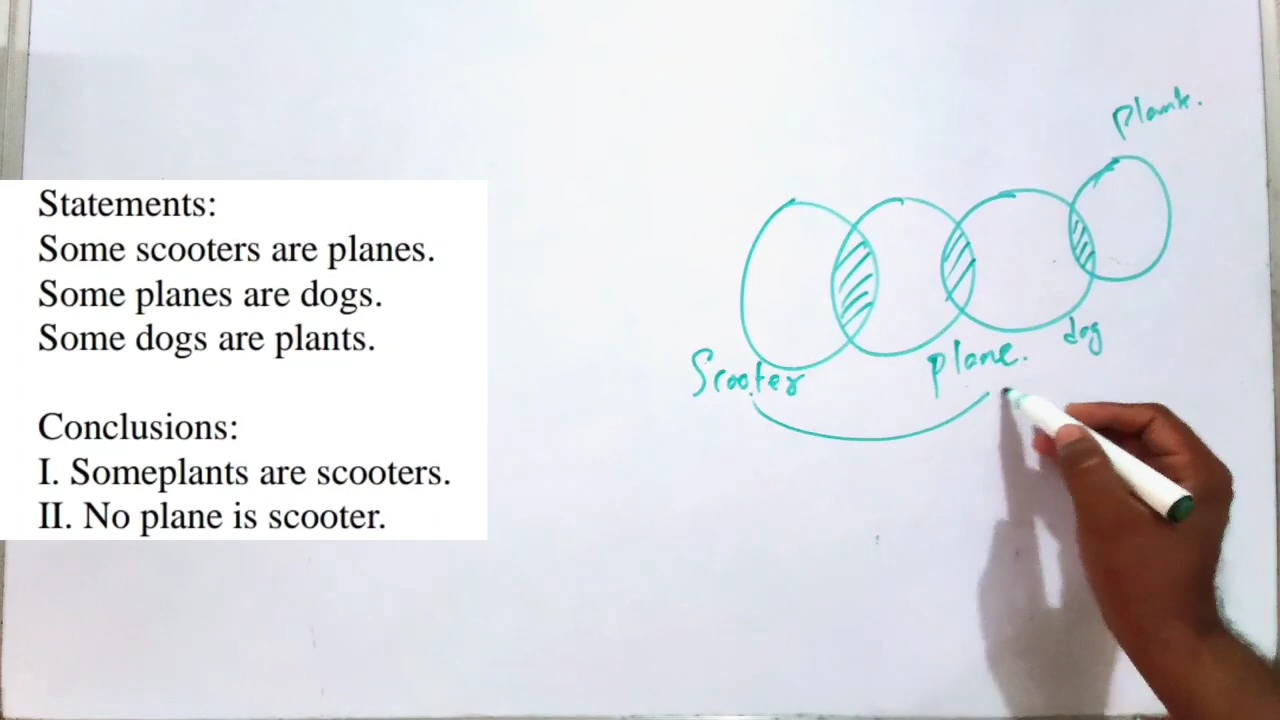 Statements:
Some scooters are planes.
Some planes are dogs.
Some dogs are plants.
Conclusions:
I. Someplants are scooters.
II. No plane is scooter.
plant.
Scooter
plane.
dog